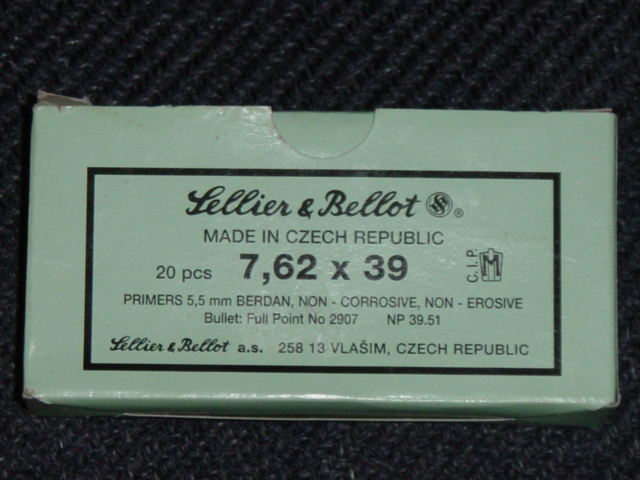 Sellier & Bellot ®
MADE IN CZECH REPUBLIC
20 pcs 7,62 x 39 C.I.P. M
PRIMERS 5,5 mm BERDAN, NON - CORROSIVE, NON - EROSIVE
Bullet: Full Point No 2907 NP 39.51
Sellier & Bellot a.s. 258 13 VLAŠIM, CZECH REPUBLIC